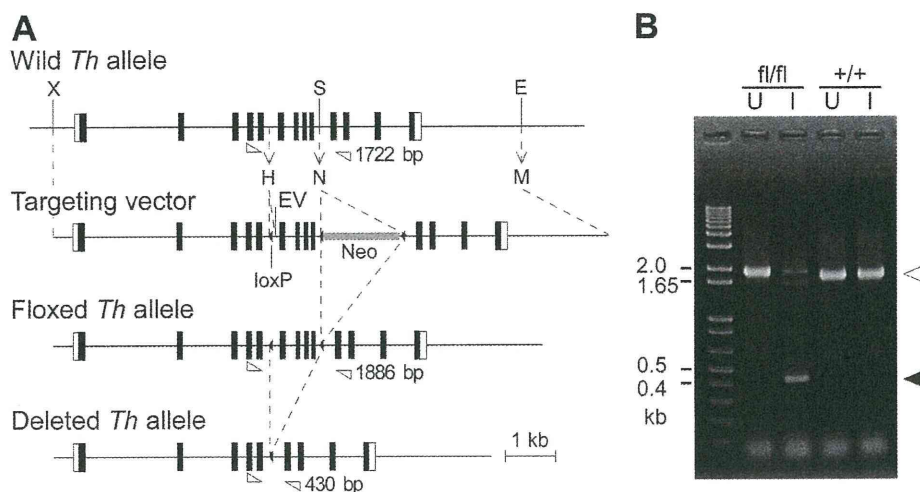 A
Wild Th allele
X
S
E
1722 bp
H
N
M
Targeting vector
EV
Neo
loxP
Floxed Th allele
1886 bp
Deleted Th allele
1 kb
430 bp
B
fl/fl
+/+
U
I
U
I
2.0
1.65
0.5
0.4
kb